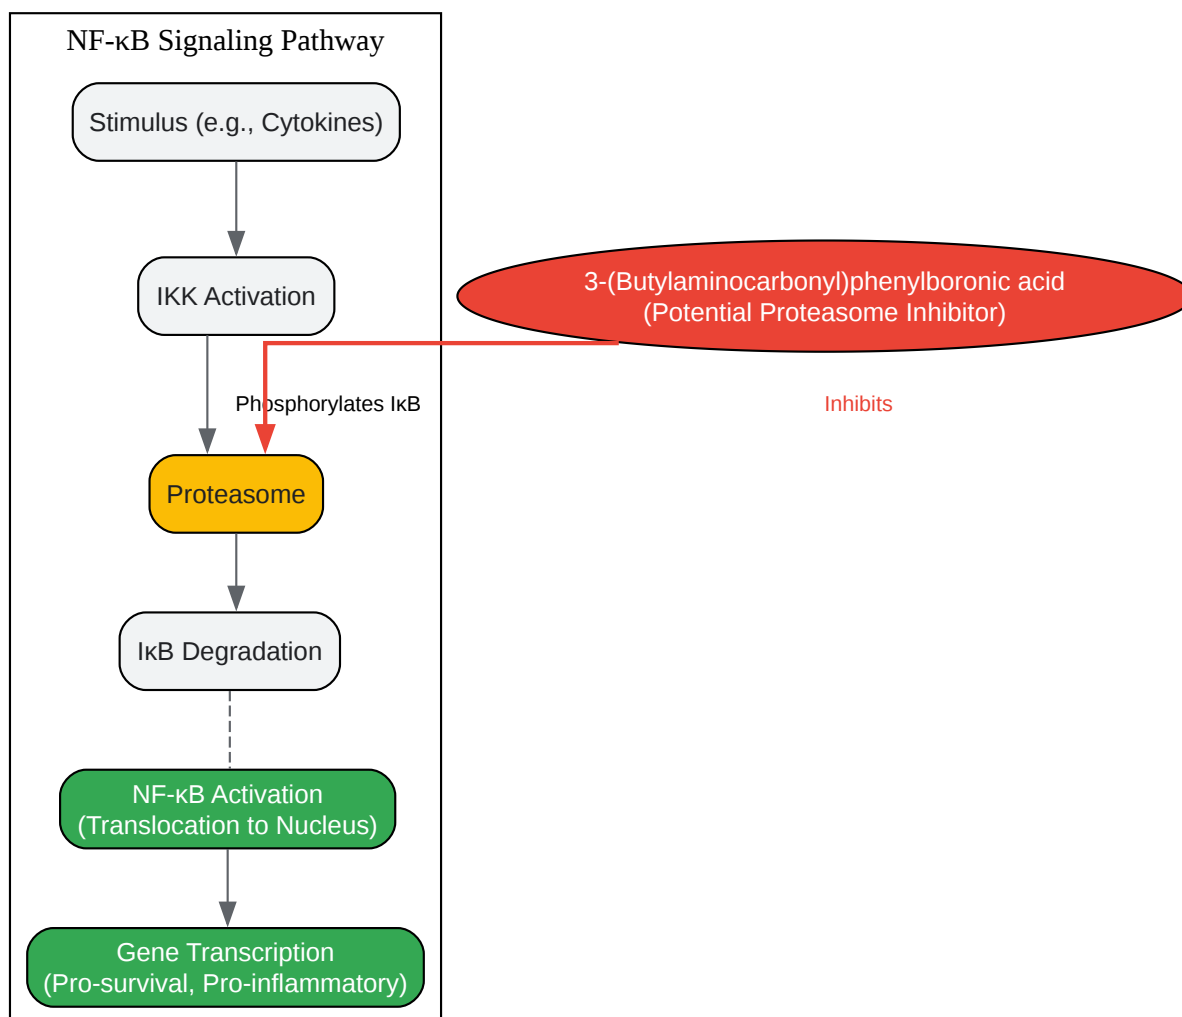 NF-κB Signaling Pathway
Stimulus (e.g., Cytokines)
IKK Activation
3-(Butylaminocarbonyl)phenylboronic acid
(Potential Proteasome Inhibitor)
Phosphorylates IκB
Inhibits
Proteasome
IκB Degradation
NF-κB Activation
(Translocation to Nucleus)
Gene Transcription
(Pro-survival, Pro-inflammatory)